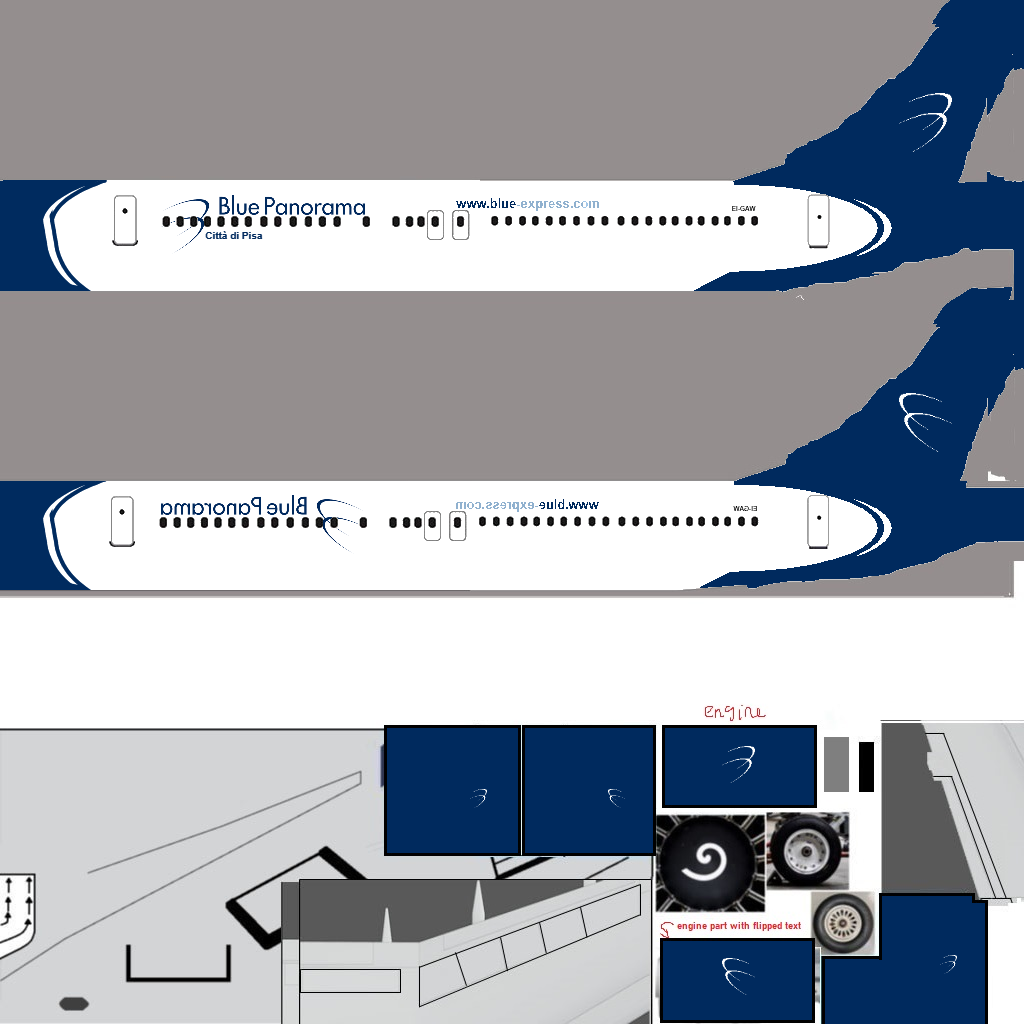 Blue Panorama
www.blue-express.com
EI-GAW
Città di Pisa
Blue Panorama
www.blue-express.com
EI-GAW
engine
engine part with flipped text